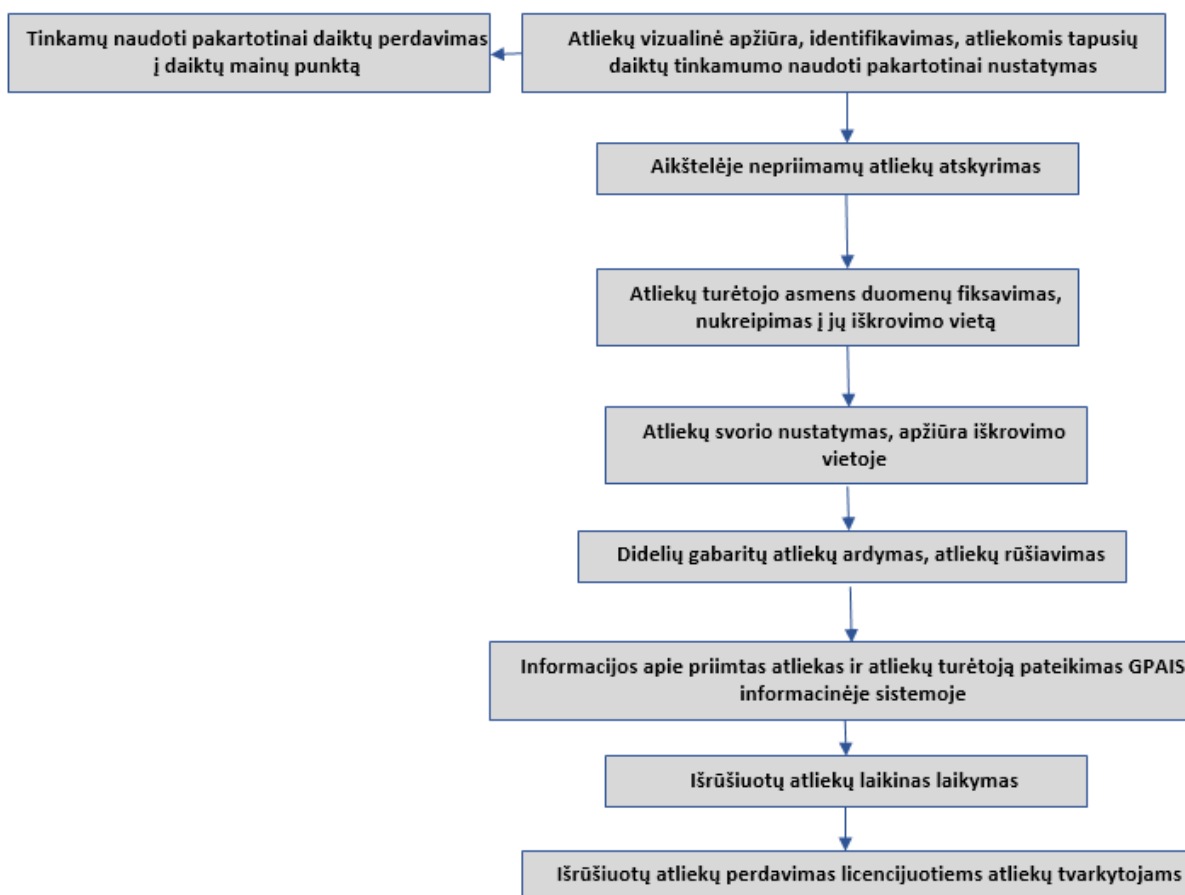 Tinkamų naudoti pakartotinai daiktų perdavimas
į daiktų mainų punktą
Atliekų vizualinė apžiūra, identifikavimas, atliekomis tapusių
daiktų tinkamumo naudoti pakartotinai nustatymas
Aikštelėje nepriimamų atliekų atskyrimas
Atliekų turėtojo asmens duomenų fiksavimas,
nukreipimas į jų iškrovimo vietą
Atliekų svorio nustatymas, apžiūra iškrovimo
vietoje
Didelių gabaritų atliekų ardymas, atliekų rūšiavimas
Informacijos apie priimtas atliekas ir atliekų turėtoją pateikimas GPAIS
informacinėje sistemoje
Išrūšiuotų atliekų laikinas laikymas
Išrūšiuotų atliekų perdavimas licencijuotiems atliekų tvarkytojams